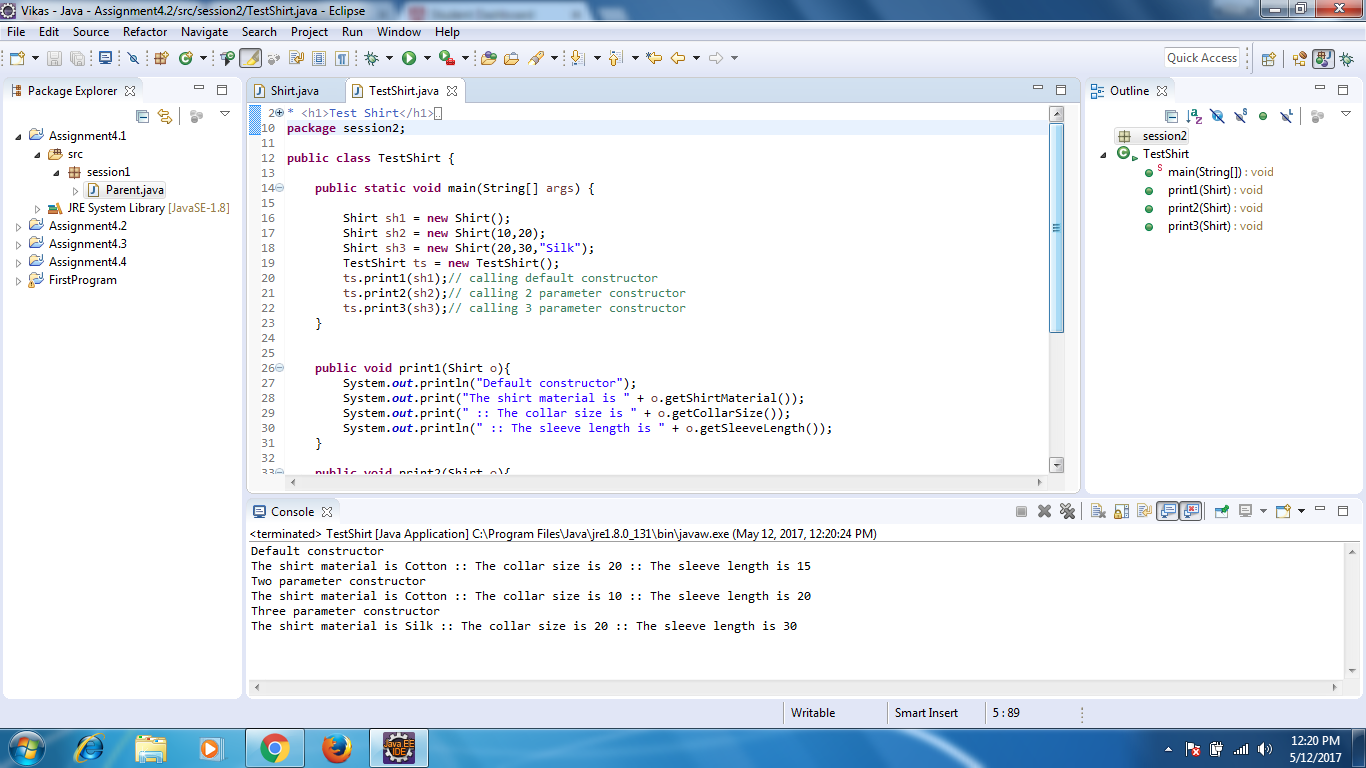 Vikas - Java - Assignment4.2/src/session2/TestShirt.java - Eclipse
File Edit Source Refactor Navigate Search Project Run Window Help
Quick Access
Package Explorer
Assignment4.1
src
session1
Parent.java
JRE System Library [JavaSE-1.8]
Assignment4.2
Assignment4.3
Assignment4.4
FirstProgram
Shirt.java TestShirt.java
2 * <h1>Test Shirt</h1>
10 package session2;
11
12 public class TestShirt {
13
14 public static void main(String[] args) {
15
16 Shirt sh1 = new Shirt();
17 Shirt sh2 = new Shirt(10,20);
18 Shirt sh3 = new Shirt(20,30,"Silk");
19 TestShirt ts = new TestShirt();
20 ts.print1(sh1);// calling default constructor
21 ts.print2(sh2);// calling 2 parameter constructor
22 ts.print3(sh3);// calling 3 parameter constructor
23 }
24
25
26 public void print1(Shirt o){
27 System.out.println("Default constructor");
28 System.out.print("The shirt material is " + o.getShirtMaterial());
29 System.out.print(" :: The collar size is " + o.getCollarSize());
30 System.out.println(" :: The sleeve length is " + o.getSleeveLength());
31 }
32
33 public void print2(Shirt o){
Outline
session2
TestShirt
main(String[]) : void
print1(Shirt) : void
print2(Shirt) : void
print3(Shirt) : void
Console
<terminated> TestShirt [Java Application] C:\Program Files\Java\jre1.8.0_131\bin\javaw.exe (May 12, 2017, 12:20:24 PM)
Default constructor
The shirt material is Cotton :: The collar size is 20 :: The sleeve length is 15
Two parameter constructor
The shirt material is Cotton :: The collar size is 10 :: The sleeve length is 20
Three parameter constructor
The shirt material is Silk :: The collar size is 20 :: The sleeve length is 30
Writable Smart Insert 5 : 89
Java EE
IDE
12:20 PM
5/12/2017